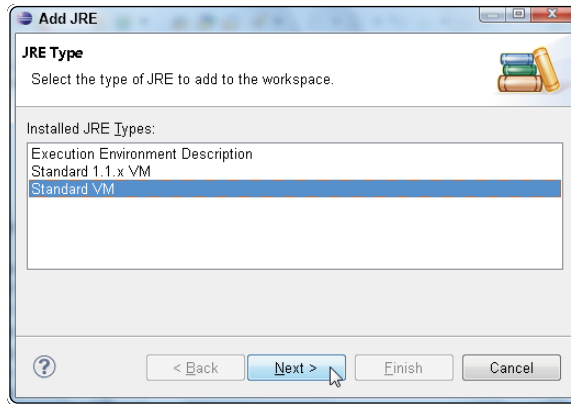 Add JRE
JRE Type
Select the type of JRE to add to the workspace.
Installed JRE Types:
Execution Environment Description
Standard 1.1.x VM
Standard VM
?
< Back
Next >
Finish
Cancel